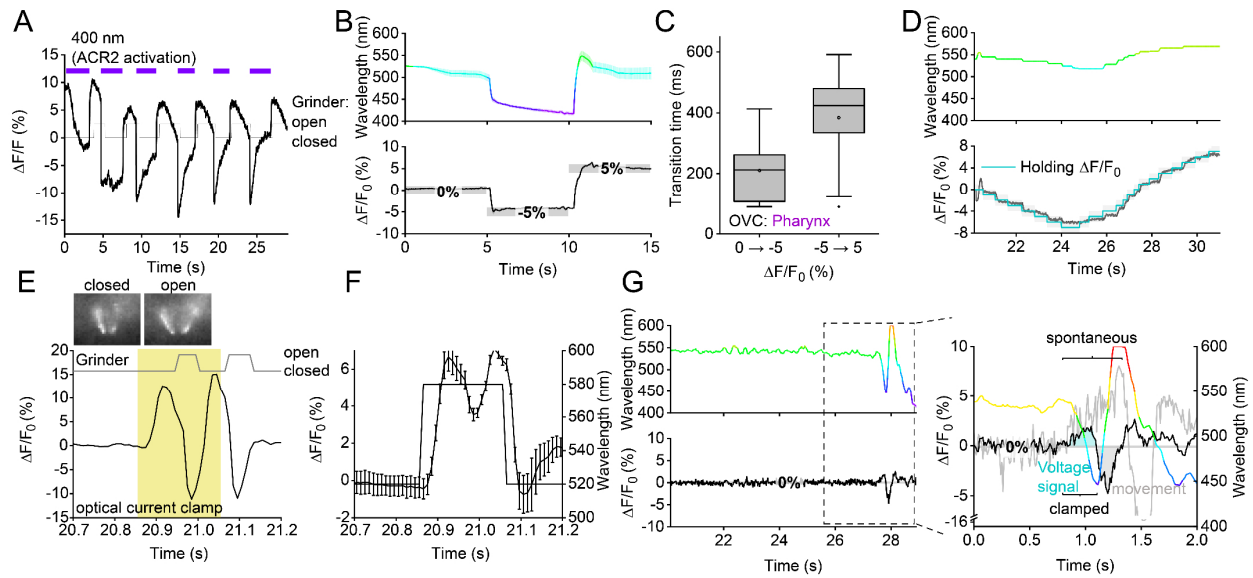 A
400 nm
(ACR2 activation)
Grinder:
open
closed
ΔF/F (%)
15
10
5
0
-5
-10
-15
0 5 10 15 20 25
Time (s)
B
Wavelength (nm)
600
550
500
450
400
ΔF/F0 (%)
10
5
0
-5
-10
0%
-5%
5%
0 5 10 15
Time (s)
C
Transition time (ms)
600
400
200
0
OVC: Pharynx
0 → -5 -5 → 5
ΔF/F0 (%)
D
Wavelength (nm)
600
550
500
450
400
ΔF/F0 (%)
8
4
0
-4
-8
Holding ΔF/F0
22 24 26 28 30
Time (s)
E
closed open
Grinder
open
closed
ΔF/F0 (%)
20
15
10
5
0
-5
-10
-15
optical current clamp
20.7 20.8 20.9 21.0 21.1 21.2
Time (s)
F
ΔF/F0 (%)
6
4
2
0
-2
Wavelength (nm)
600
580
560
540
520
500
20.7 20.8 20.9 21.0 21.1 21.2
Time (s)
G
Wavelength (nm)
600
550
500
450
400
ΔF/F0 (%)
10
5
0
-5
-10
0%
22 24 26 28
Time (s)
spontaneous
ΔF/F0 (%)
10
5
0
-5
-16
0%
Voltage
signal
movement
clamped
Wavelength (nm)
600
550
500
450
400
0.0 0.5 1.0 1.5 2.0
Time (s)